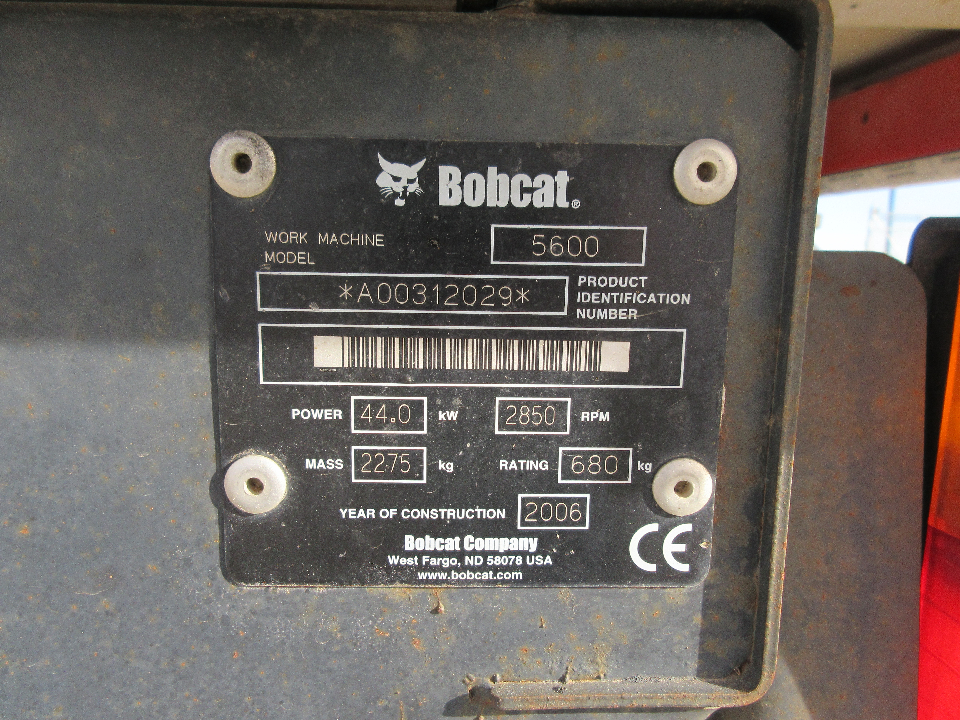 Bobcat®
WORK MACHINE
MODEL
5600
*A00312029*
PRODUCT
IDENTIFICATION
NUMBER
POWER 44.0 kW 2850 RPM
MASS 2275 kg RATING 680 kg
YEAR OF CONSTRUCTION 2006
Bobcat Company
West Fargo, ND 58078 USA
www.bobcat.com
CE